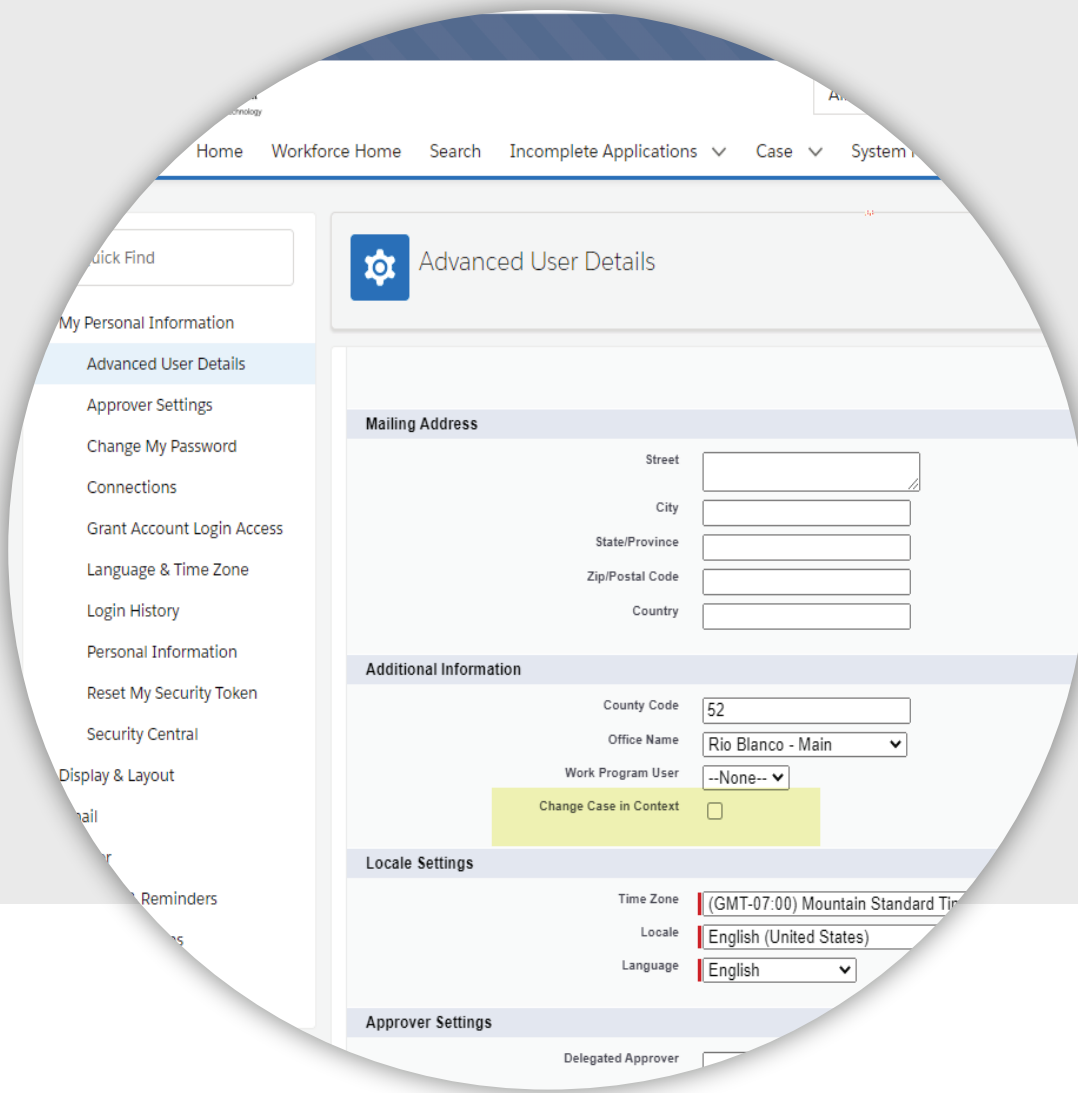 Home Workforce Home Search Incomplete Applications Case System
Find
My Personal Information
Advanced User Details
Approver Settings
Change My Password
Connections
Grant Account Login Access
Language & Time Zone
Login History
Personal Information
Reset My Security Token
Security Central
Display & Layout
Reminders
Advanced User Details
Mailing Address
Street
City
State/Province
Zip/Postal Code
Country
Additional Information
County Code 52
Office Name Rio Blanco - Main
Work Program User --None--
Change Case in Context
Locale Settings
Time Zone (GMT-07:00) Mountain Standard
Locale English (United States)
Language English
Approver Settings
Delegated Approver